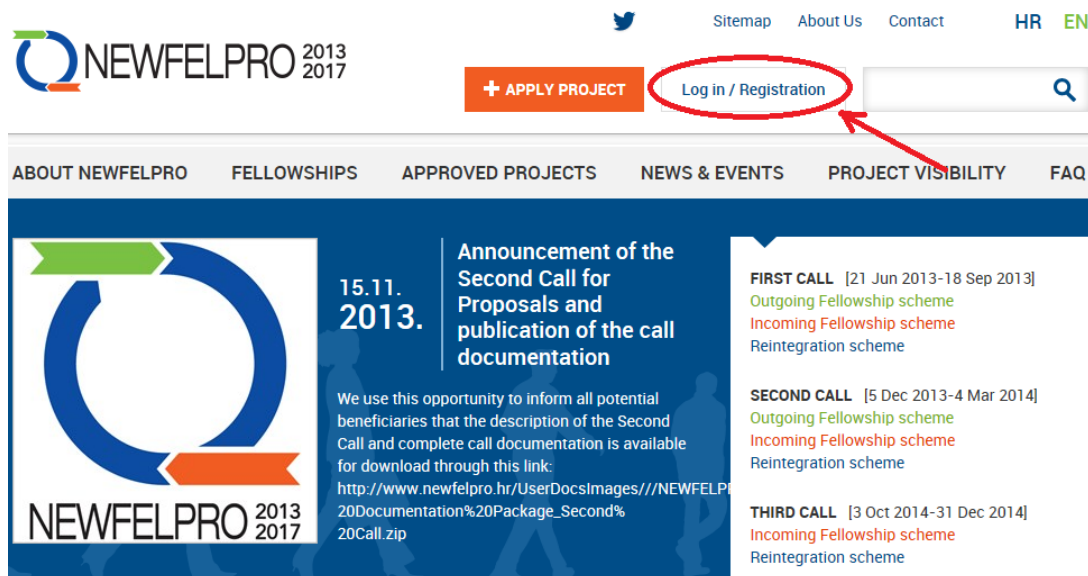 Sitemap About Us Contact HR EN
NEWFELPRO 2013 2017
+ APPLY PROJECT
Log in / Registration
ABOUT NEWFELPRO FELLOWSHIPS APPROVED PROJECTS NEWS & EVENTS PROJECT VISIBILITY FAQ
NEWFELPRO 2013 2017
15.11.
2013.
Announcement of the
Second Call for
Proposals and
publication of the call
documentation
We use this opportunity to inform all potential
beneficiaries that the description of the Second
Call and complete call documentation is available
for download through this link:
http://www.newfelpro.hr/UserDocsImages///NEWFELP
20Documentation%20Package_Second%
20Call.zip
FIRST CALL [21 Jun 2013-18 Sep 2013]
Outgoing Fellowship scheme
Incoming Fellowship scheme
Reintegration scheme
SECOND CALL [5 Dec 2013-4 Mar 2014]
Outgoing Fellowship scheme
Incoming Fellowship scheme
Reintegration scheme
THIRD CALL [3 Oct 2014-31 Dec 2014]
Incoming Fellowship scheme
Reintegration scheme